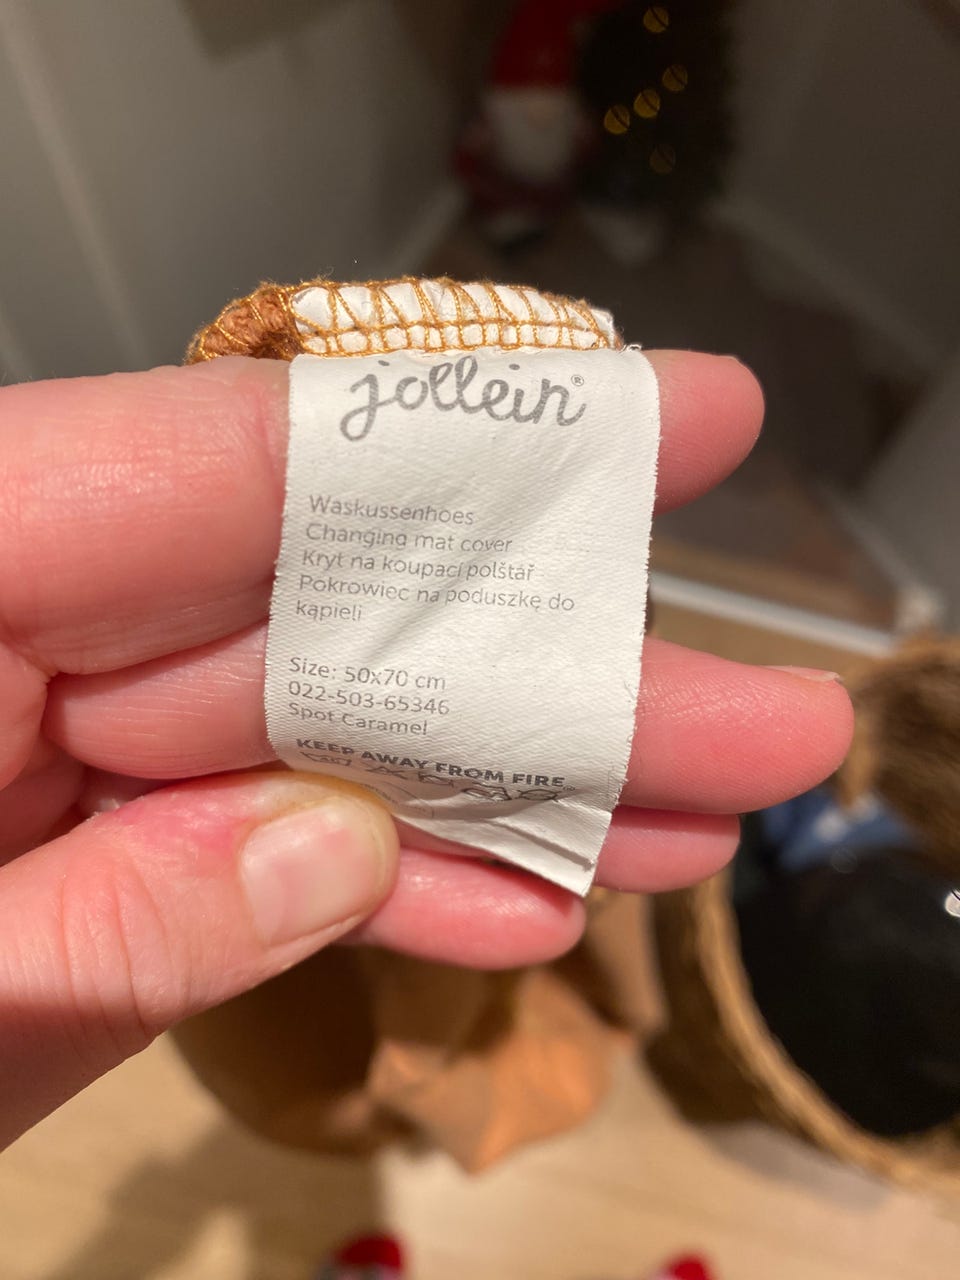 jollein®
Waskussenhoes
Changing mat cover
Kryt na koupací polštář
Pokrowiec na poduszkę do
kąpieli
Size: 50x70 cm
022-503-65346
Spot Caramel
KEEP AWAY FROM FIRE